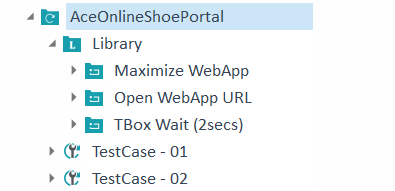 AceOnlineShoePortal
Library
Maximize WebApp
Open WebApp URL
TBox Wait (2secs)
TestCase - 01
TestCase - 02